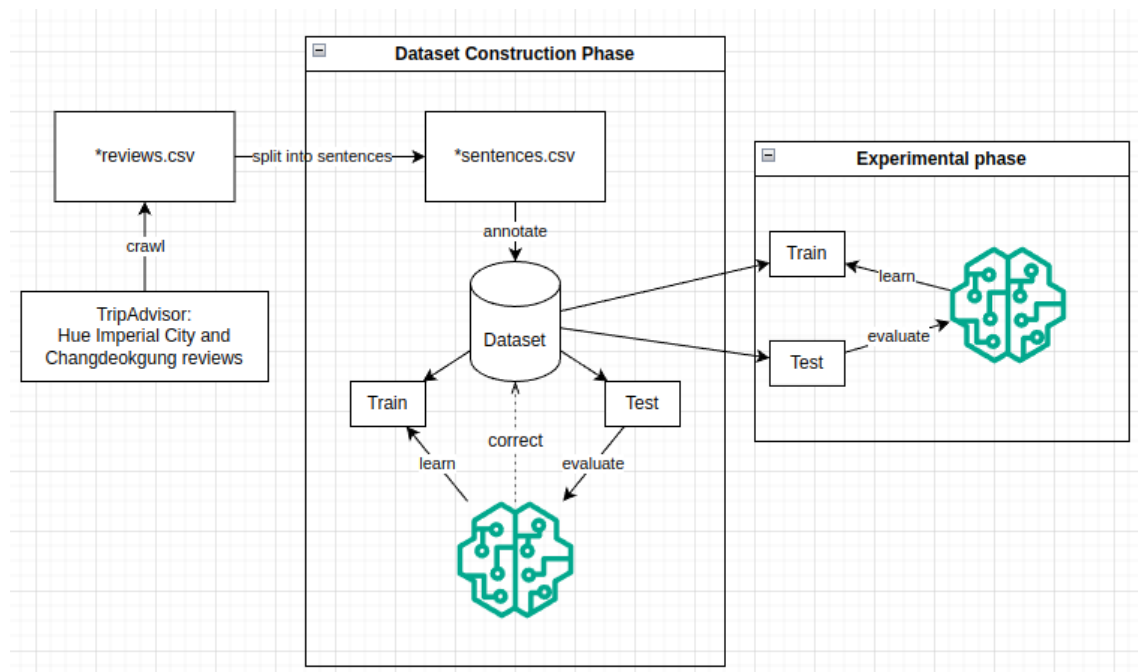 Dataset Construction Phase
*reviews.csv
split into sentences
*sentences.csv
Experimental phase
crawl
annotate
TripAdvisor:
Hue Imperial City and
Changdeokgung reviews
Dataset
Train
Test
learn
correct
evaluate
Train
learn
evaluate
Test